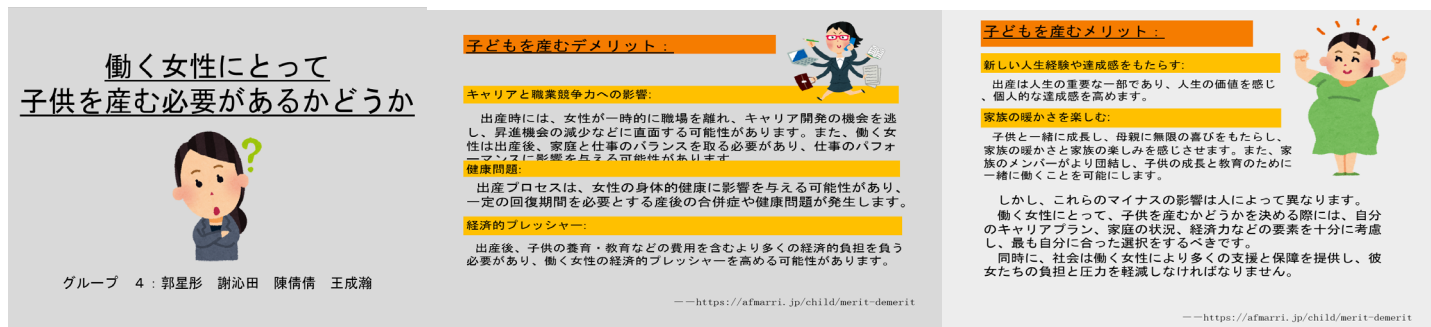 働く女性にとって
子供を産む必要があるかどうか
グループ　4：郭星彤　謝沁田　陳倩倩　王成瀚
子どもを産むデメリット：
キャリアと職業競争力への影響:
出産時には、女性が一時的に職場を離れ、キャリア開発の機会を逃
し、昇進機会の減少などに直面する可能性があります。また、働く女
性は出産後、家庭と仕事のバランスを取る必要があり、仕事のパフォ
ーマンスに影響を与える可能性があります
健康問題:
出産プロセスは、女性の身体的健康に影響を与える可能性があり、
一定の回復期間を必要とする産後の合併症や健康問題が発生します。
経済的プレッシャー:
出産後、子供の養育・教育などの費用を含むより多くの経済的負担を負う
必要があり、働く女性の経済的プレッシャーを高める可能性があります。
――https://afmarri.jp/child/merit-demerit
子どもを産むメリット：
新しい人生経験や達成感をもたらす:
出産は人生の重要な一部であり、人生の価値を感じ
、個人的な達成感を高めます。
家族の暖かさを楽しむ:
子供と一緒に成長し、母親に無限の喜びをもたらし、
家族の暖かさと家族の楽しみを感じさせます。また、家
族のメンバーがより団結し、子供の成長と教育のために
一緒に働くことを可能にします。
しかし、これらのマイナスの影響は人によって異なります。
働く女性にとって、子供を産むかどうかを決める際には、自分
のキャリアプラン、家庭の状況、経済力などの要素を十分に考慮
し、最も自分に合った選択をするべきです。
同時に、社会は働く女性により多くの支援と保障を提供し、彼
女たちの負担と圧力を軽減しなければなりません。
――https://afmarri.jp/child/merit-demerit